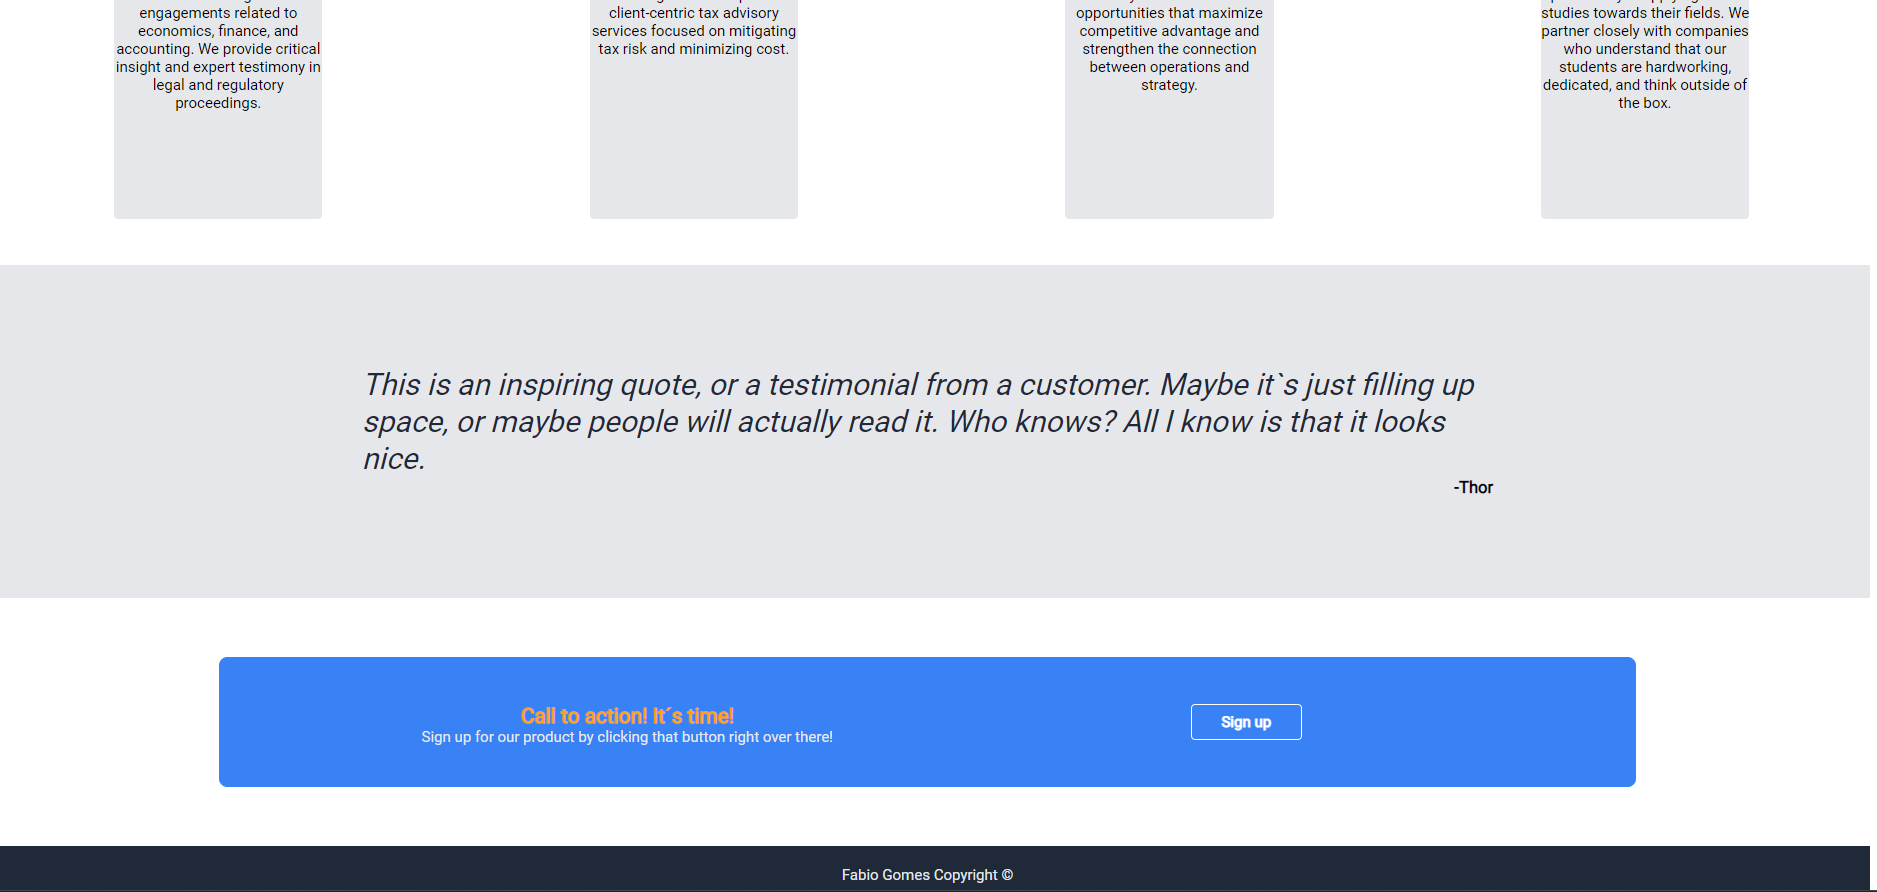 engagements related to
economics, finance, and
accounting. We provide critical
insight and expert testimony in
legal and regulatory
proceedings.
client-centric tax advisory
services focused on mitigating
tax risk and minimizing cost.
opportunities that maximize
competitive advantage and
strengthen the connection
between operations and
strategy.
studies towards their fields. We
partner closely with companies
who understand that our
students are hardworking,
dedicated, and think outside of
the box.
This is an inspiring quote, or a testimonial from a customer. Maybe it`s just filling up
space, or maybe people will actually read it. Who knows? All I know is that it looks
nice.
-Thor
Call to action! It´s time!
Sign up for our product by clicking that button right over there!
Sign up
Fabio Gomes Copyright ©